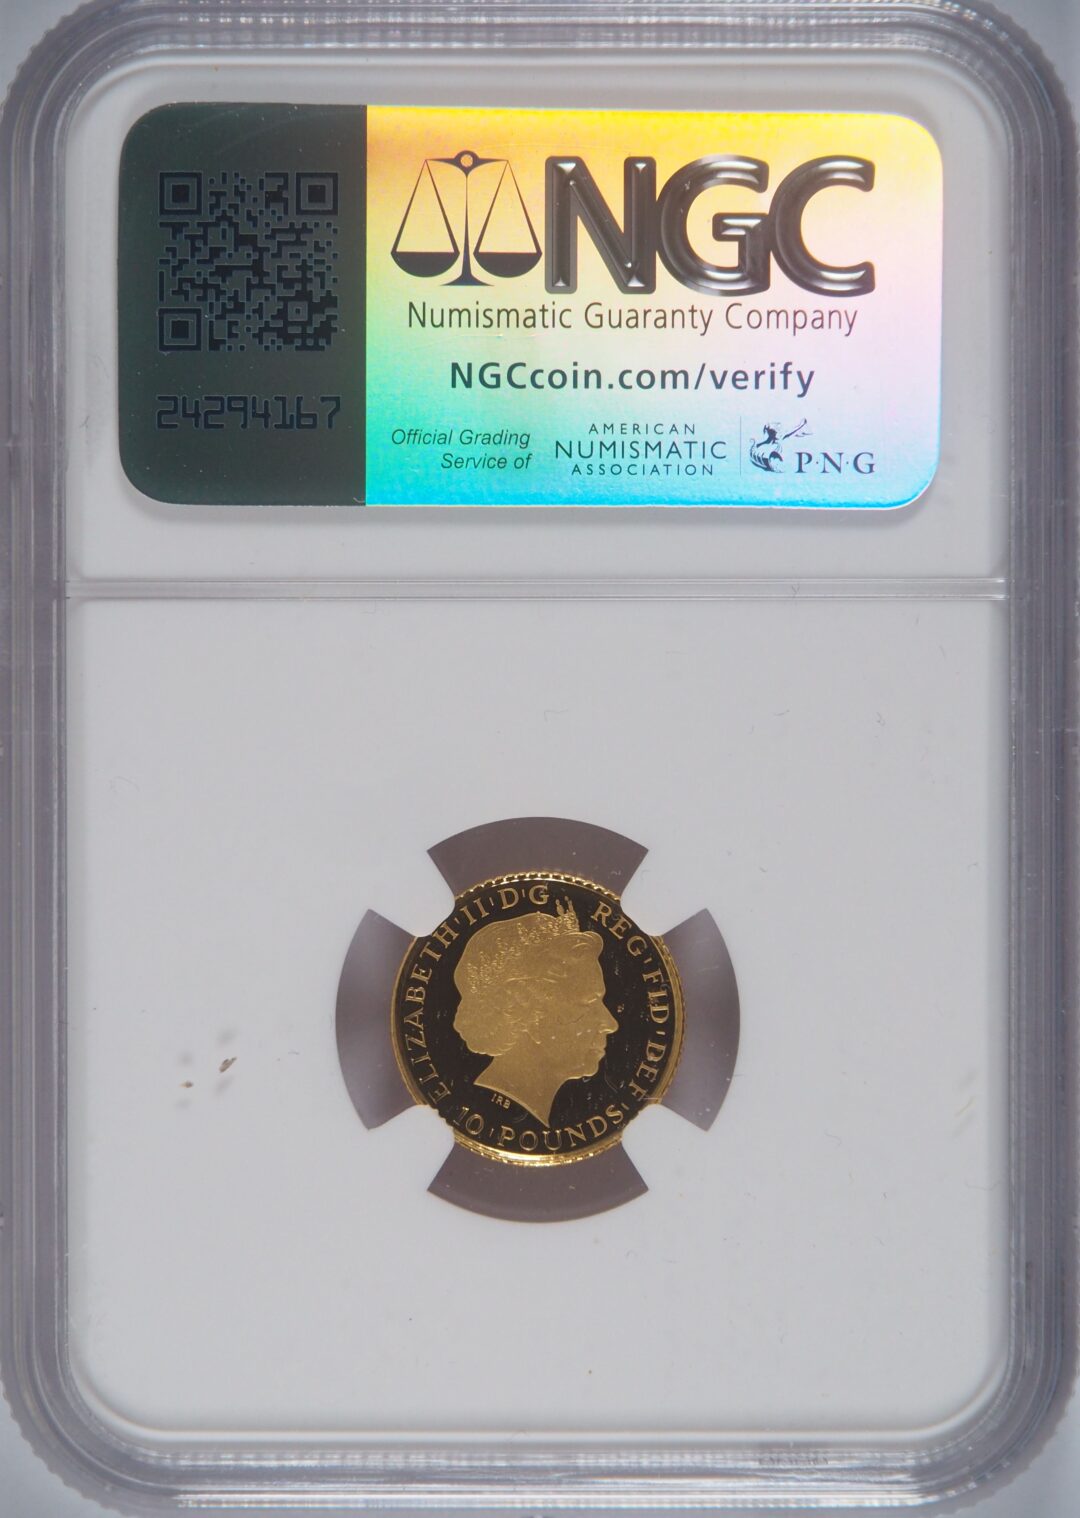 NGC
Numismatic Guaranty Company
NGCcoin.com/verify
24294167
Official Grading
Service of
AMERICAN
NUMISMATIC
ASSOCIATION
P·N·G
ELIZABETH·II·D·G REG·FID·DEF·
IRB
10·POUNDS